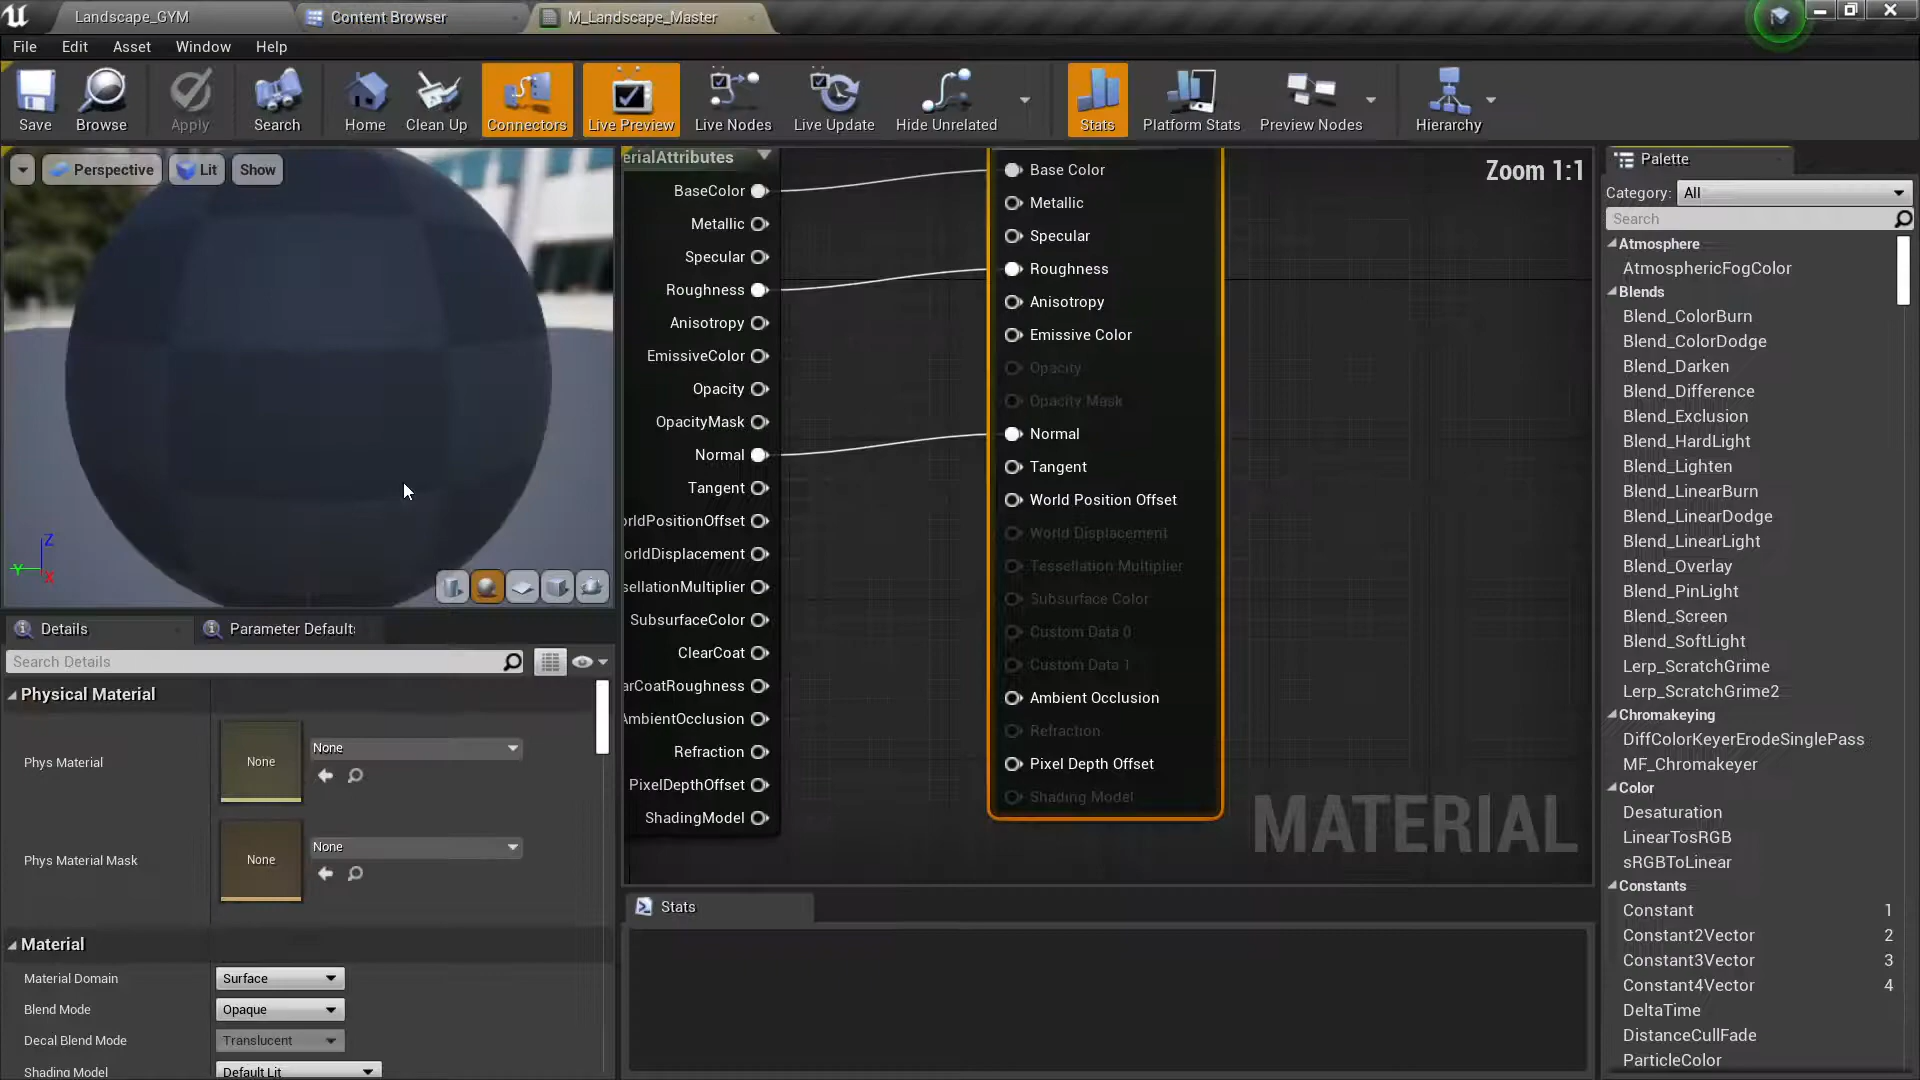 Landscape_GYM
Content Browser
M_Landscape_Master
File
Edit
Asset
Window
Help
Save
Browse
Apply
Search
Home
Clean Up
Connectors
Live Preview
Live Nodes
Live Update
Hide Unrelated
Stats
Platform Stats
Preview Nodes
Hierarchy
Perspective
Lit
Show
Z
Y
X
Details
Parameter Defaults
Search Details
Physical Material
Phys Material
None
None
Phys Material Mask
None
None
Material
Material Domain
Surface
Blend Mode
Opaque
Decal Blend Mode
Translucent
Shading Model
Default Lit
erialAttributes
BaseColor
Metallic
Specular
Roughness
Anisotropy
EmissiveColor
Opacity
OpacityMask
Normal
Tangent
orldPositionOffset
orldDisplacement
sellationMultiplier
SubsurfaceColor
ClearCoat
arCoatRoughness
AmbientOcclusion
Refraction
PixelDepthOffset
ShadingModel
Base Color
Metallic
Specular
Roughness
Anisotropy
Emissive Color
Opacity
Opacity Mask
Normal
Tangent
World Position Offset
World Displacement
Tessellation Multiplier
Subsurface Color
Custom Data 0
Custom Data 1
Ambient Occlusion
Refraction
Pixel Depth Offset
Shading Model
Zoom 1:1
MATERIAL
Stats
Palette
Category:
All
Search
Atmosphere
AtmosphericFogColor
Blends
Blend_ColorBurn
Blend_ColorDodge
Blend_Darken
Blend_Difference
Blend_Exclusion
Blend_HardLight
Blend_Lighten
Blend_LinearBurn
Blend_LinearDodge
Blend_LinearLight
Blend_Overlay
Blend_PinLight
Blend_Screen
Blend_SoftLight
Lerp_ScratchGrime
Lerp_ScratchGrime2
Chromakeying
DiffColorKeyerErodeSinglePass
MF_Chromakeyer
Color
Desaturation
LinearTosRGB
sRGBToLinear
Constants
Constant 1
Constant2Vector 2
Constant3Vector 3
Constant4Vector 4
DeltaTime
DistanceCullFade
ParticleColor